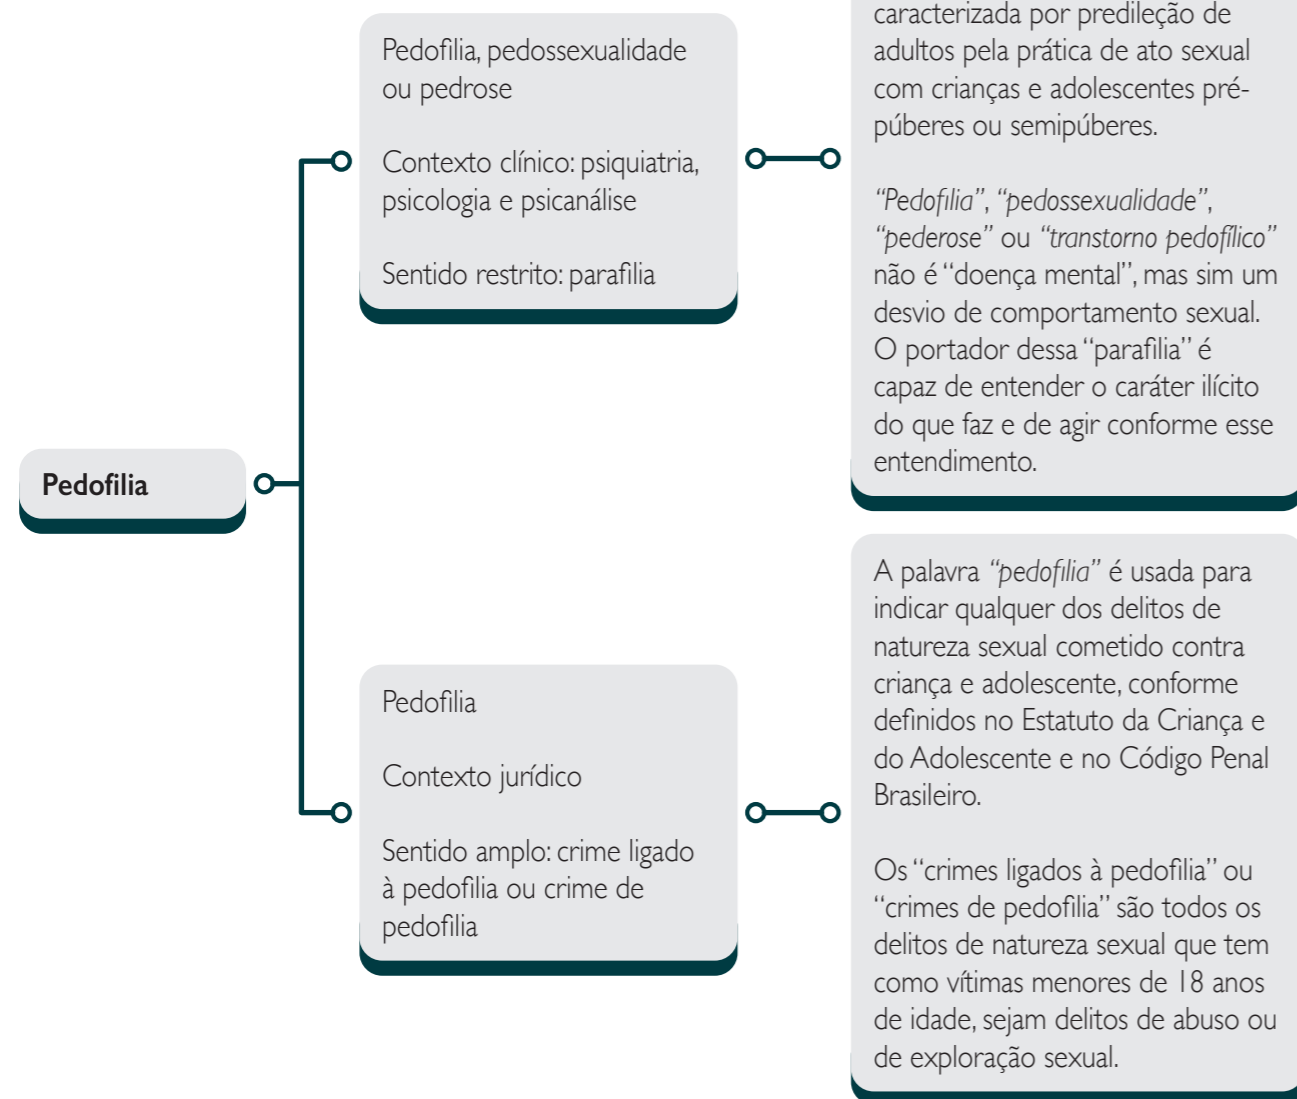 Pedofilia
Pedofilia, pedossexualidade
ou pedrose
Contexto clínico: psiquiatria,
psicologia e psicanálise
Sentido restrito: parafilia
caracterizada por predileção de
adultos pela prática de ato sexual
com crianças e adolescentes pré-
púberes ou semipúberes.
“Pedofilia”, “pedossexualidade”,
“pederose” ou “transtorno pedofílico”
não é “doença mental”, mas sim um
desvio de comportamento sexual.
O portador dessa “parafilia” é
capaz de entender o caráter ilícito
do que faz e de agir conforme esse
entendimento.
Pedofilia
Contexto jurídico
Sentido amplo: crime ligado
à pedofilia ou crime de
pedofilia
A palavra “pedofilia” é usada para
indicar qualquer dos delitos de
natureza sexual cometido contra
criança e adolescente, conforme
definidos no Estatuto da Criança e
do Adolescente e no Código Penal
Brasileiro.
Os “crimes ligados à pedofilia” ou
“crimes de pedofilia” são todos os
delitos de natureza sexual que tem
como vítimas menores de 18 anos
de idade, sejam delitos de abuso ou
de exploração sexual.